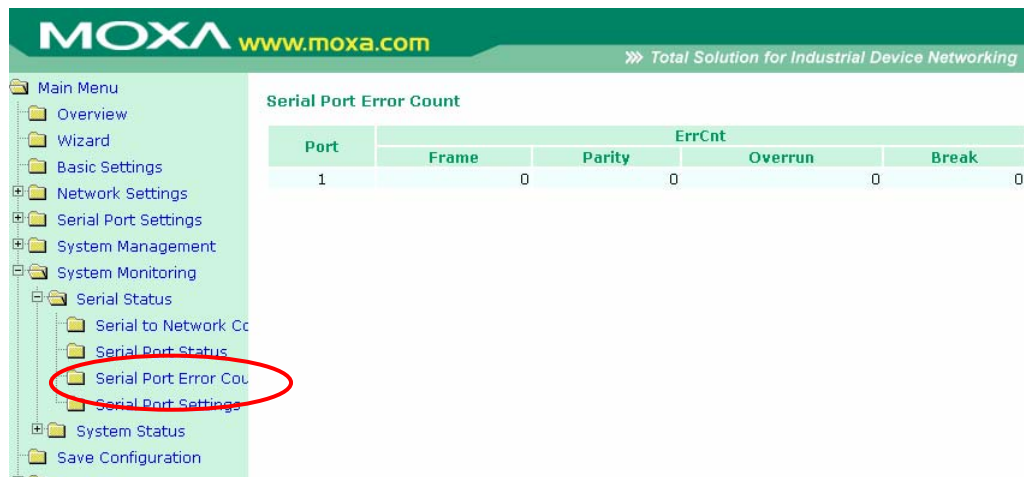 MOXA www.moxa.com
Total Solution for Industrial Device Networking
Main Menu
Overview
Wizard
Basic Settings
Network Settings
Serial Port Settings
System Management
System Monitoring
Serial Status
Serial to Network Co
Serial Port Status
Serial Port Error Cou
Serial Port Settings
System Status
Save Configuration
Serial Port Error Count
Port ErrCnt
Frame Parity Overrun Break
1 0 0 0 0